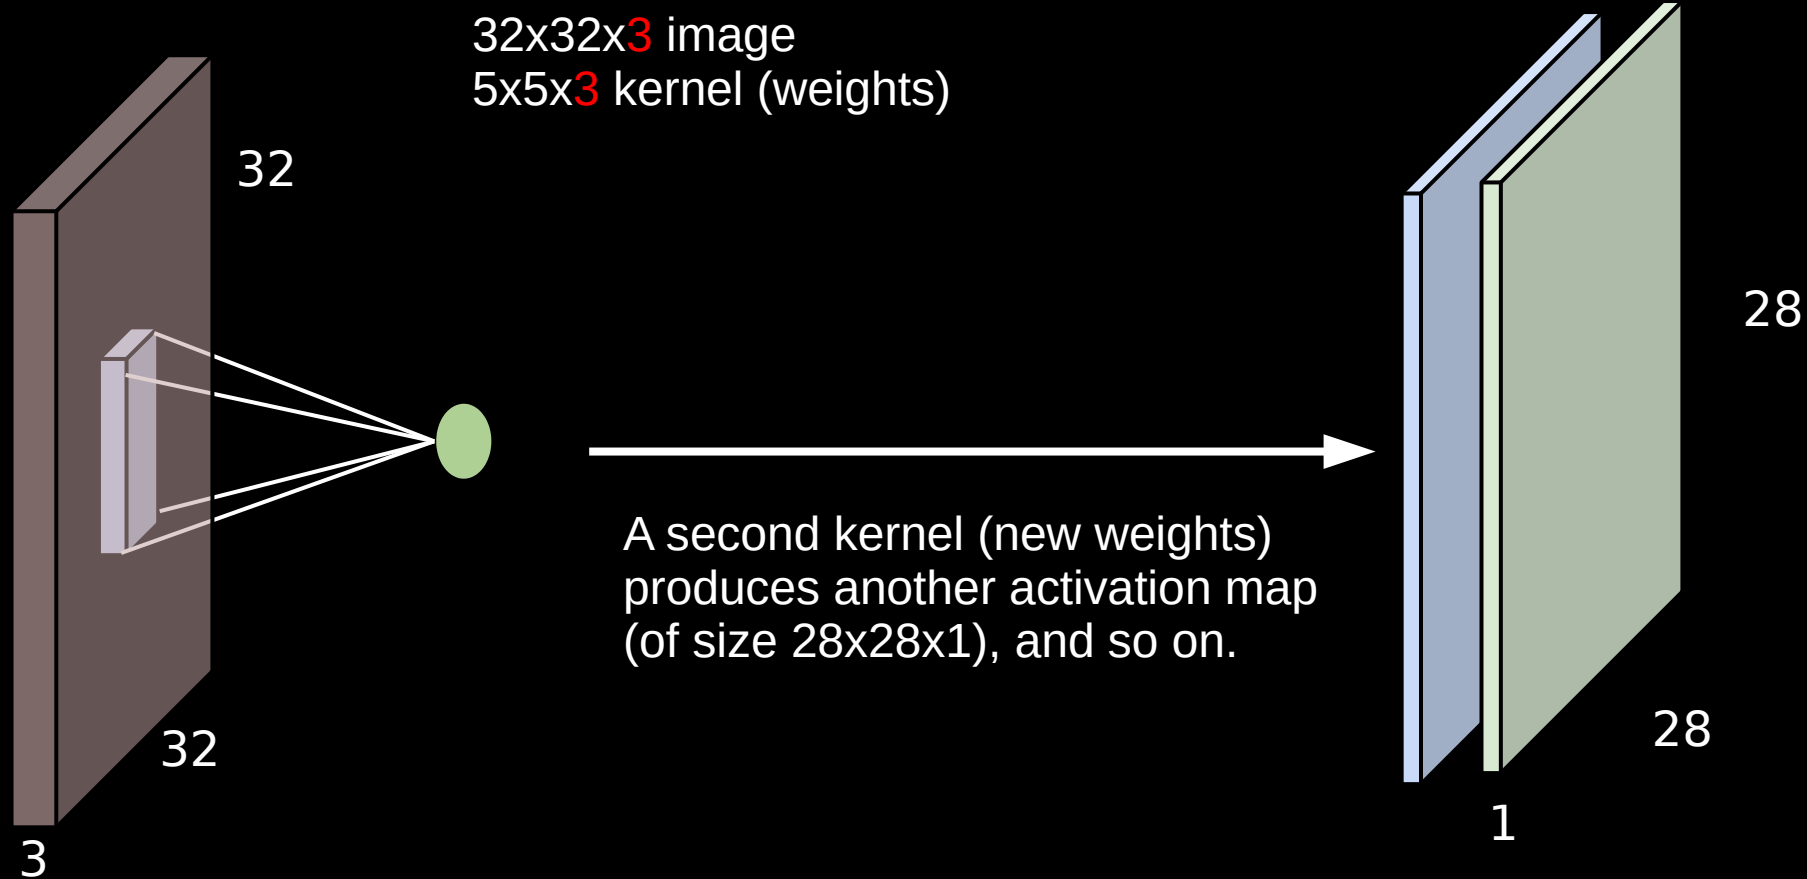 32x32x3 image
5x5x3 kernel (weights)
32
32
3
A second kernel (new weights)
produces another activation map
(of size 28x28x1), and so on.
28
28
1